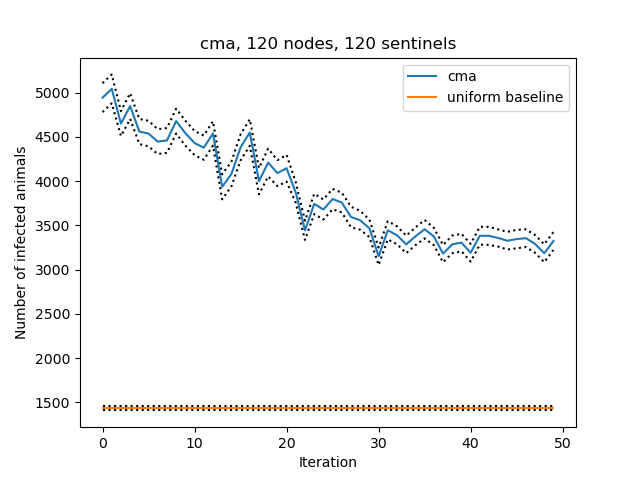 cma, 120 nodes, 120 sentinels
cma
uniform baseline
Number of infected animals
5000
4500
4000
3500
3000
2500
2000
1500
0 10 20 30 40 50
Iteration